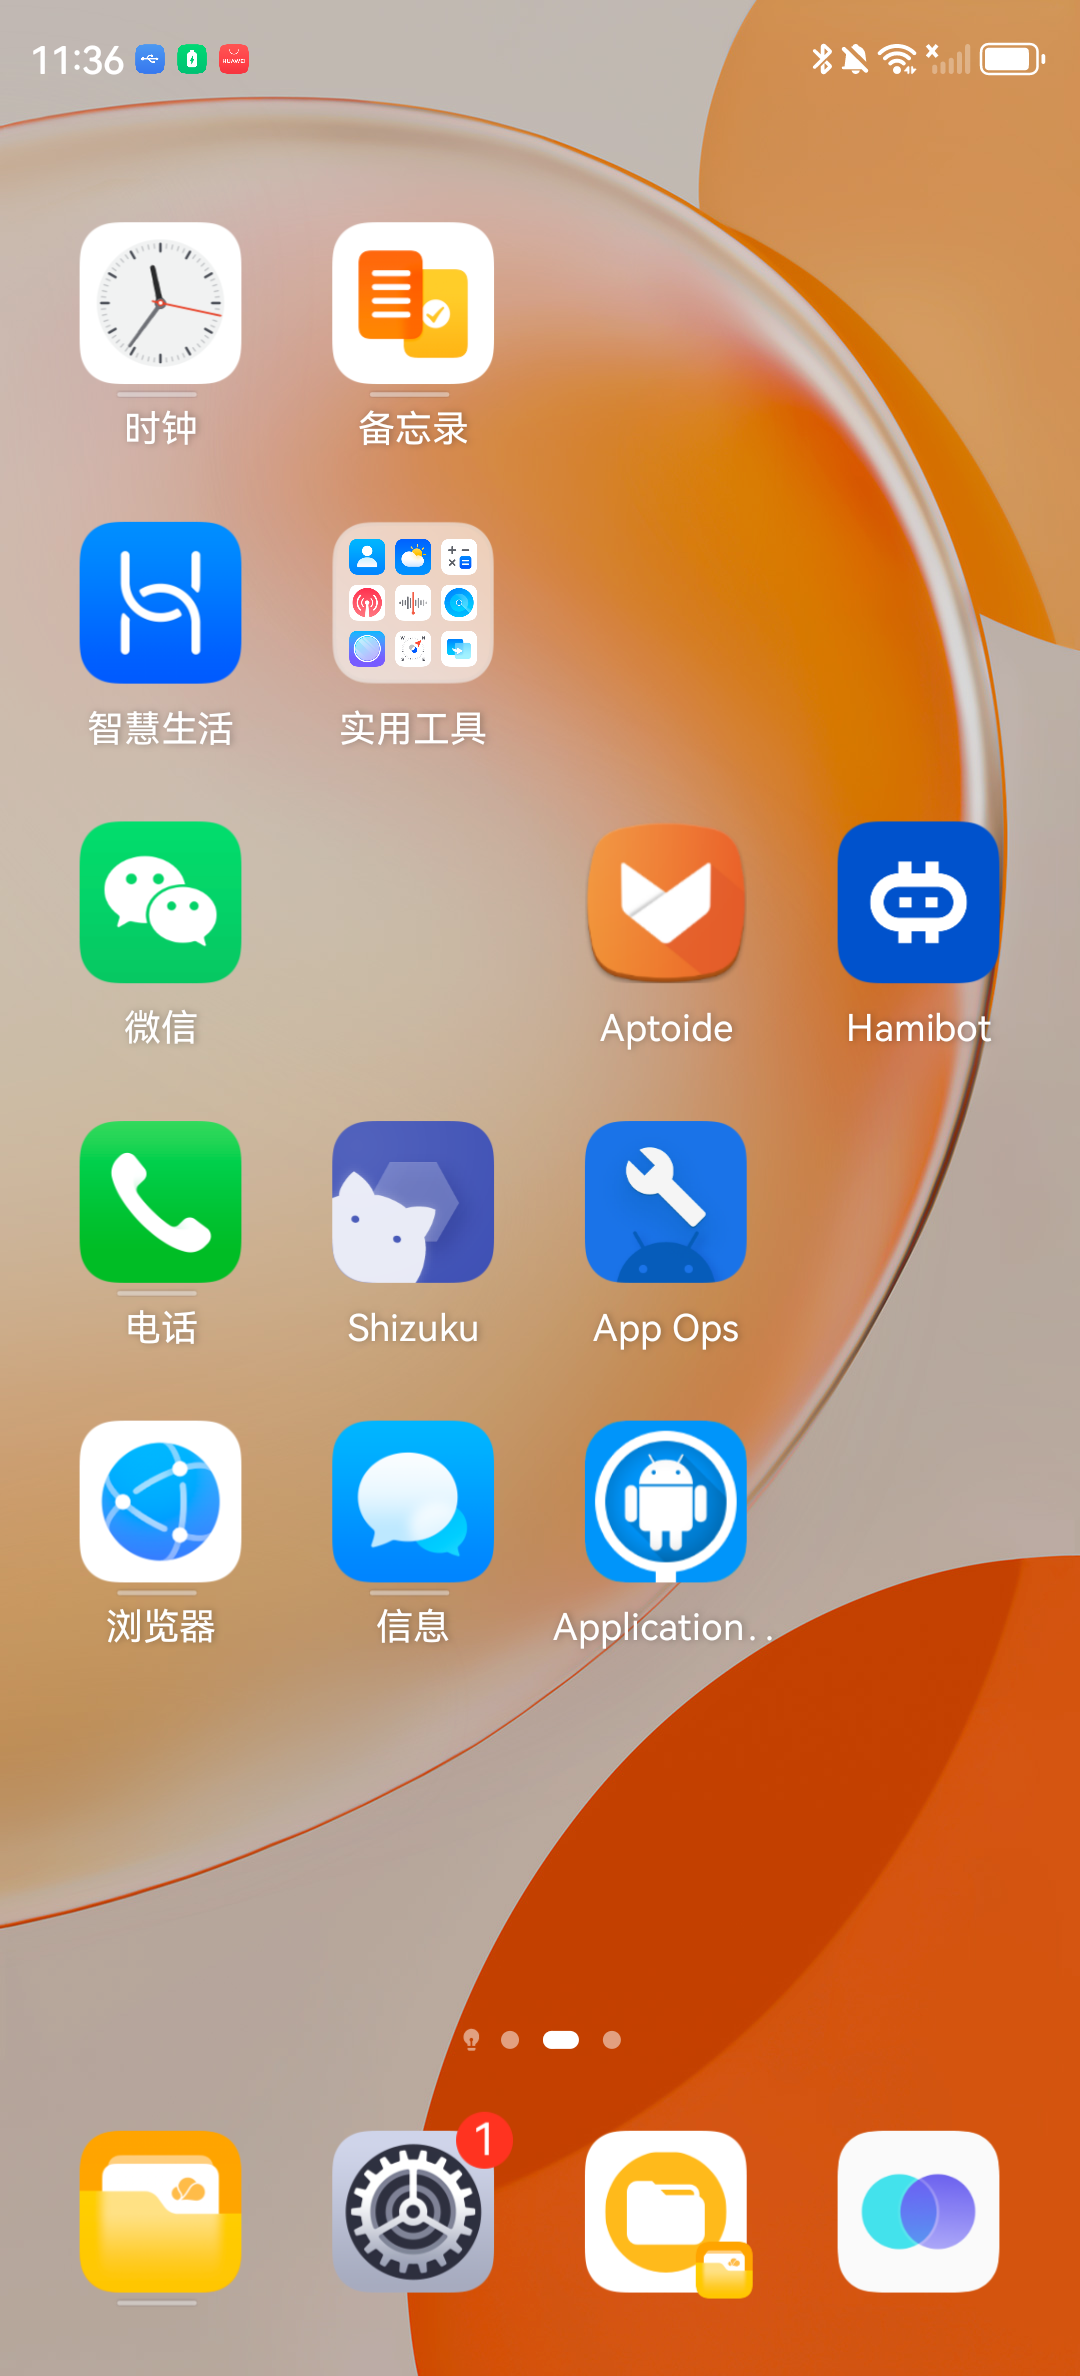 11:36
HUAWEI
时钟
备忘录
智慧生活
实用工具
微信
Aptoide
Hamibot
电话
Shizuku
App Ops
浏览器
信息
Application..
1